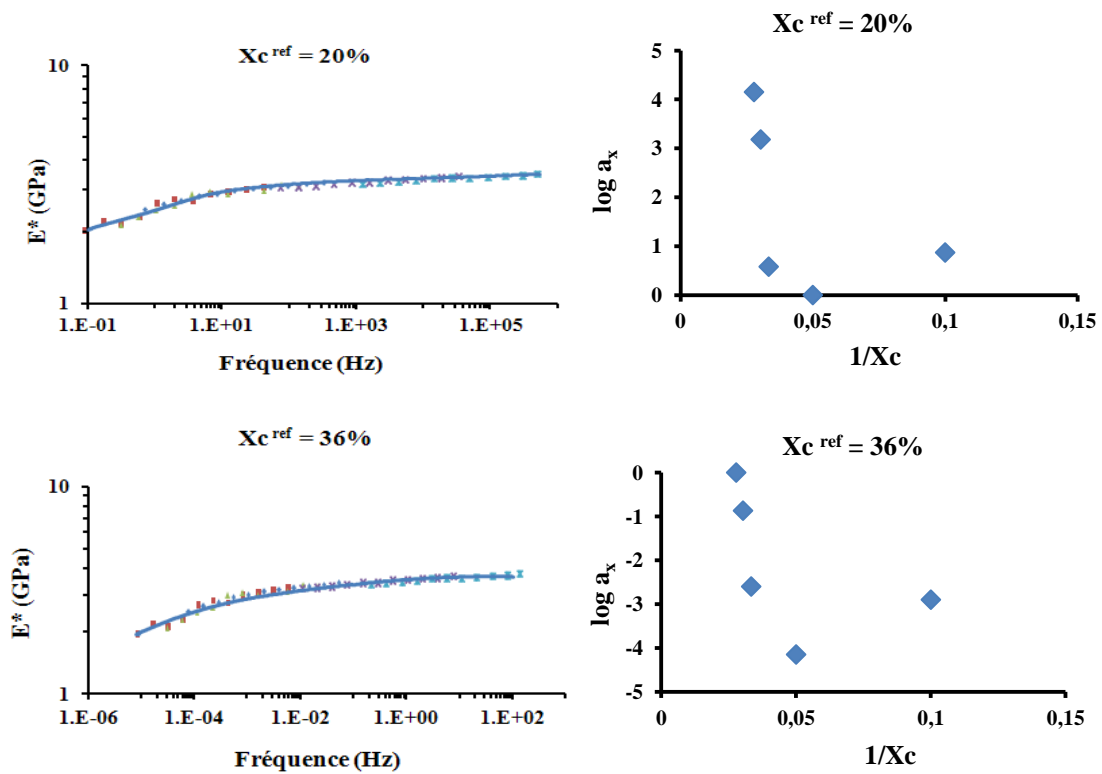 Xc ref = 20%
10
1
E* (GPa)
1.E-01 1.E+01 1.E+03 1.E+05
Fréquence (Hz)
Xc ref = 20%
5
4
3
2
1
0
log ax
0 0,05 0,1 0,15
1/Xc
Xc ref = 36%
10
1
E* (GPa)
1.E-06 1.E-04 1.E-02 1.E+00 1.E+02
Fréquence (Hz)
Xc ref = 36%
0
-1
-2
-3
-4
-5
log ax
0 0,05 0,1 0,15
1/Xc